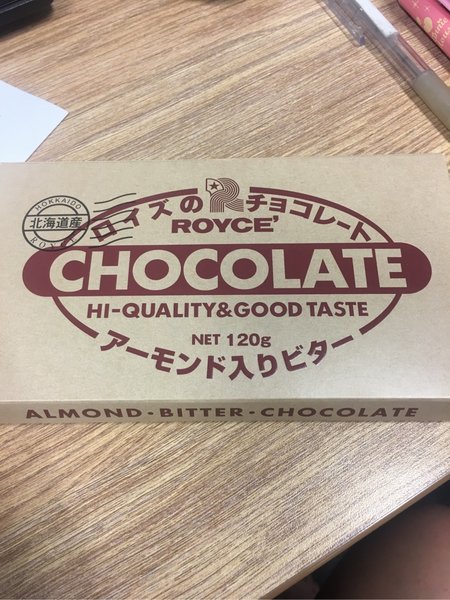 HOKKAIDO
北海道産
ROYCE'
ロイズの
チョコレート
ROYCE'
CHOCOLATE
HI-QUALITY&GOOD TASTE
NET 120g
アーモンド入りビター
ALMOND・BITTER・CHOCOLATE